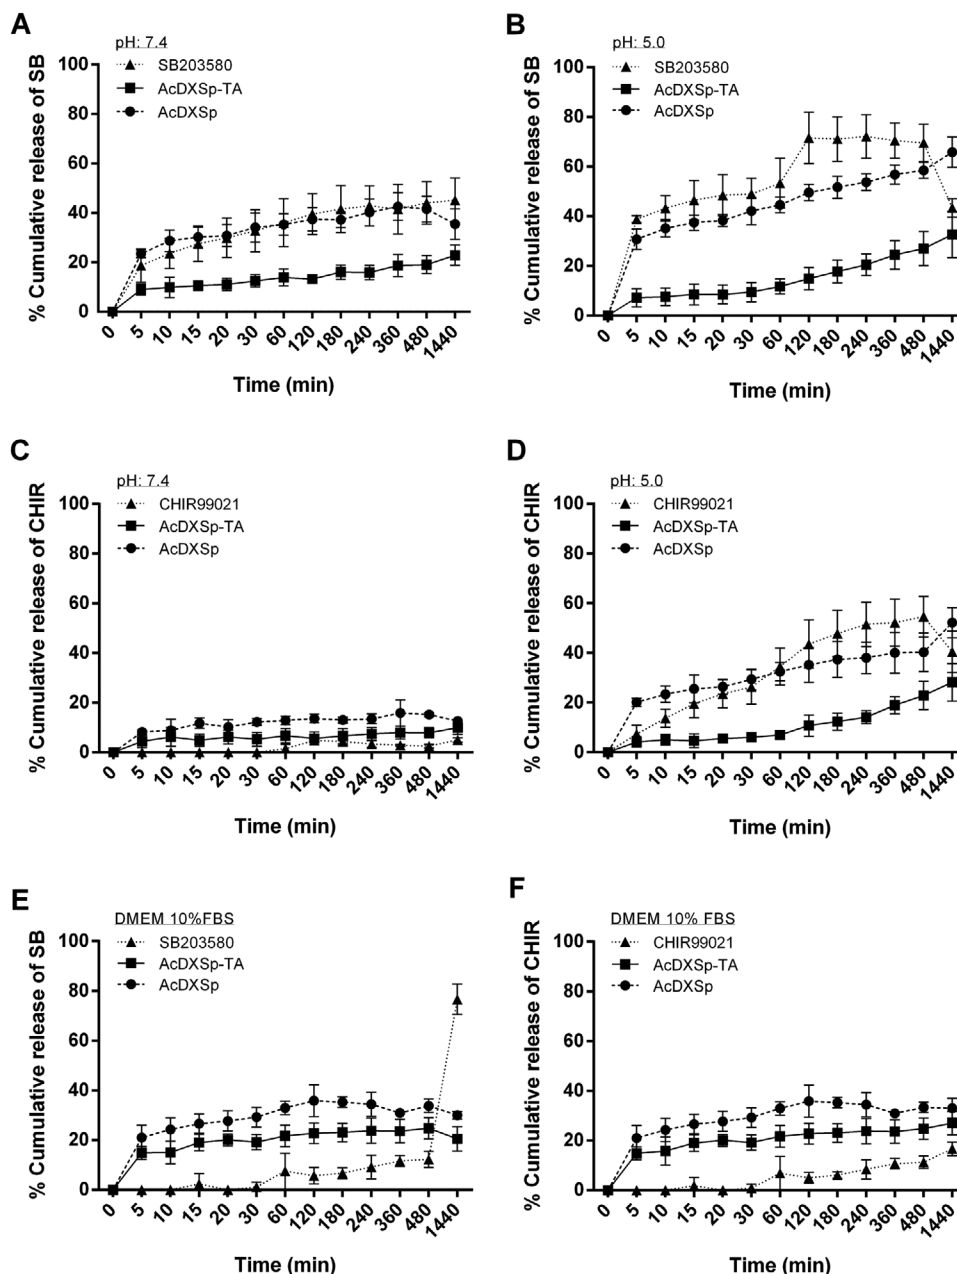 A
pH: 7.4
SB203580
AcDXSp-TA
AcDXSp
% Cumulative release of SB
100
80
60
40
20
0
0 5 10 15 20 30 60 120 180 240 360 480 1440
Time (min)
B
pH: 5.0
SB203580
AcDXSp-TA
AcDXSp
% Cumulative release of SB
100
80
60
40
20
0
0 5 10 15 20 30 60 120 180 240 360 480 1440
Time (min)
C
pH: 7.4
CHIR99021
AcDXSp-TA
AcDXSp
% Cumulative release of CHIR
100
80
60
40
20
0
0 5 10 15 20 30 60 120 180 240 360 480 1440
Time (min)
D
pH: 5.0
CHIR99021
AcDXSp-TA
AcDXSp
% Cumulative release of CHIR
100
80
60
40
20
0
0 5 10 15 20 30 60 120 180 240 360 480 1440
Time (min)
E
DMEM 10%FBS
SB203580
AcDXSp-TA
AcDXSp
% Cumulative release of SB
100
80
60
40
20
0
0 5 10 15 20 30 60 120 180 240 360 480 1440
Time (min)
F
DMEM 10% FBS
CHIR99021
AcDXSp-TA
AcDXSp
% Cumulative release of CHIR
100
80
60
40
20
0
0 5 10 15 20 30 60 120 180 240 360 480 1440
Time (min)